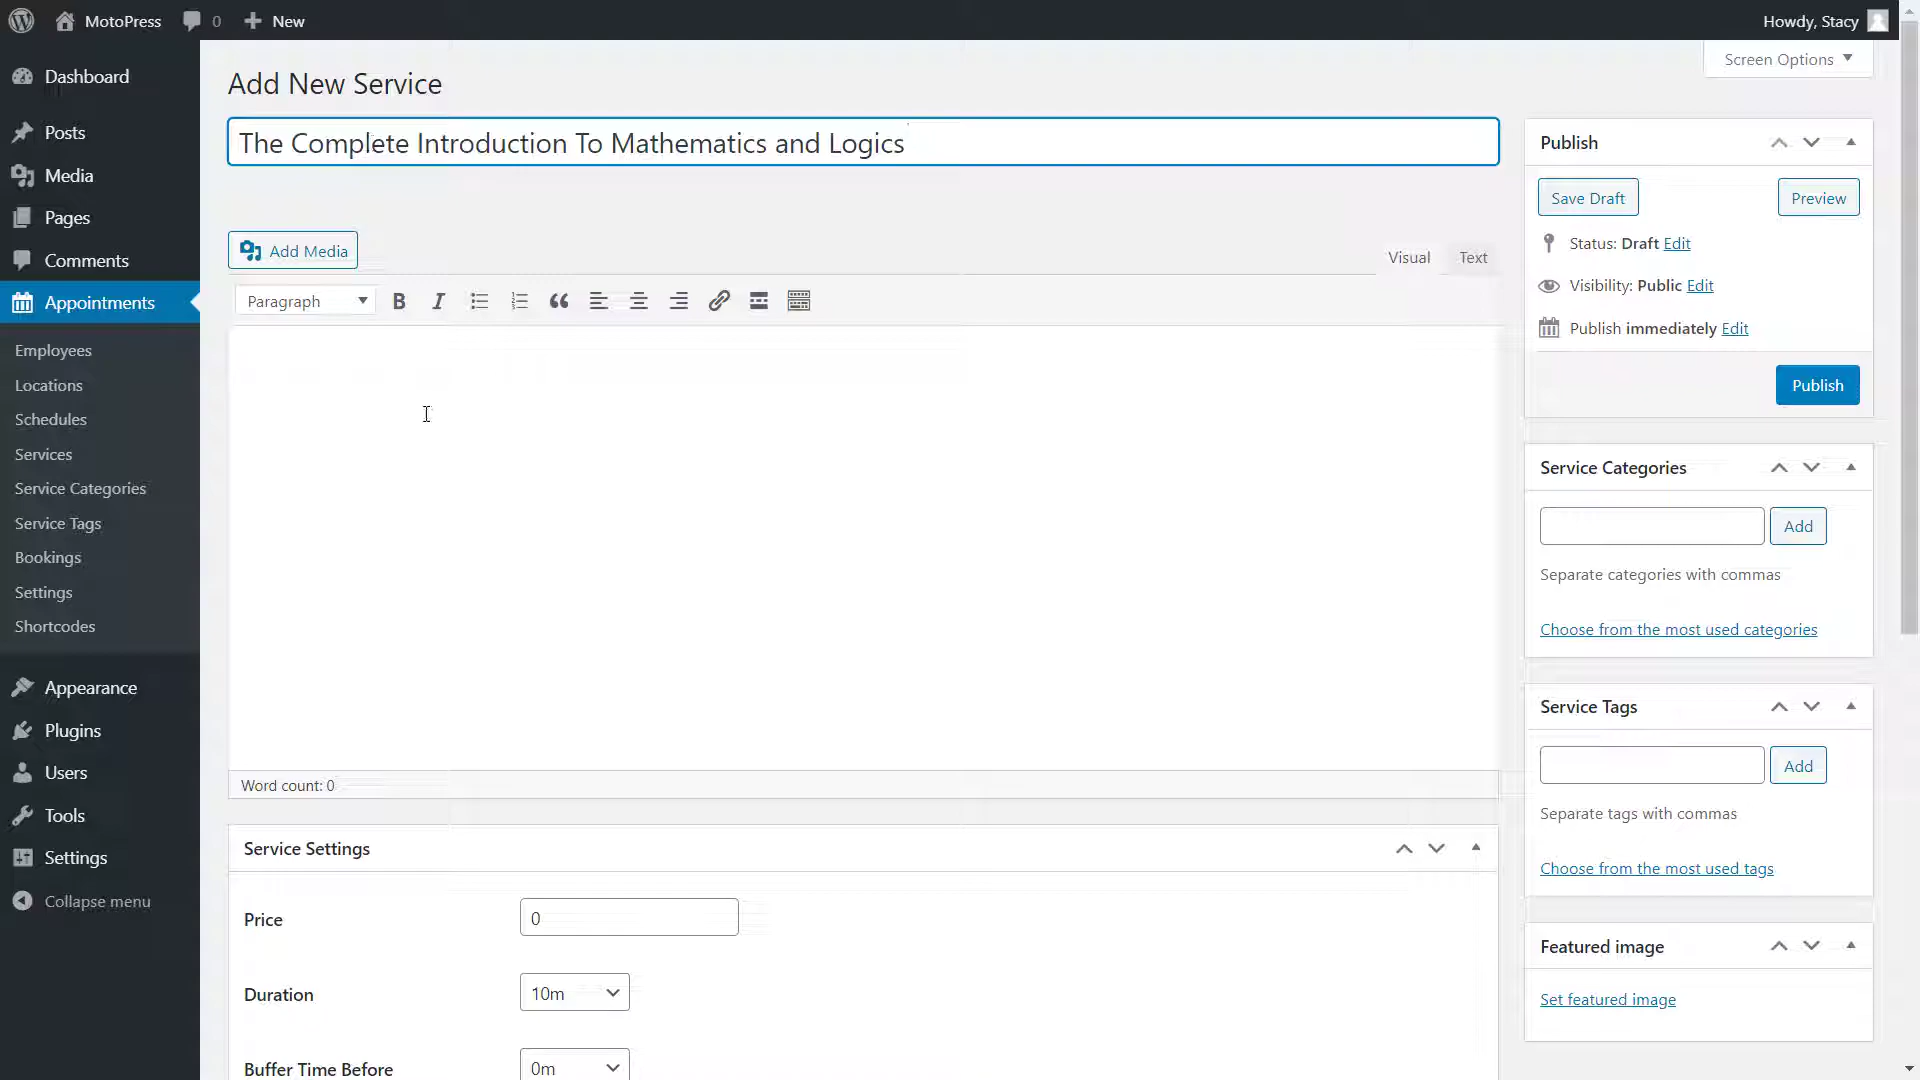 MotoPress 0 New Howdy, Stacy
Screen Options
Dashboard
Posts
Media
Pages
Comments
Appointments
Employees
Locations
Schedules
Services
Service Categories
Service Tags
Bookings
Settings
Shortcodes
Appearance
Plugins
Users
Tools
Settings
Collapse menu
Add New Service
The Complete Introduction To Mathematics and Logics
Add Media
Visual Text
Paragraph
Word count: 0
Service Settings
Price 0
Duration 10m
Buffer Time Before 0m
Publish
Save Draft Preview
Status: Draft Edit
Visibility: Public Edit
Publish immediately Edit
Publish
Service Categories
Add
Separate categories with commas
Choose from the most used categories
Service Tags
Add
Separate tags with commas
Choose from the most used tags
Featured image
Set featured image